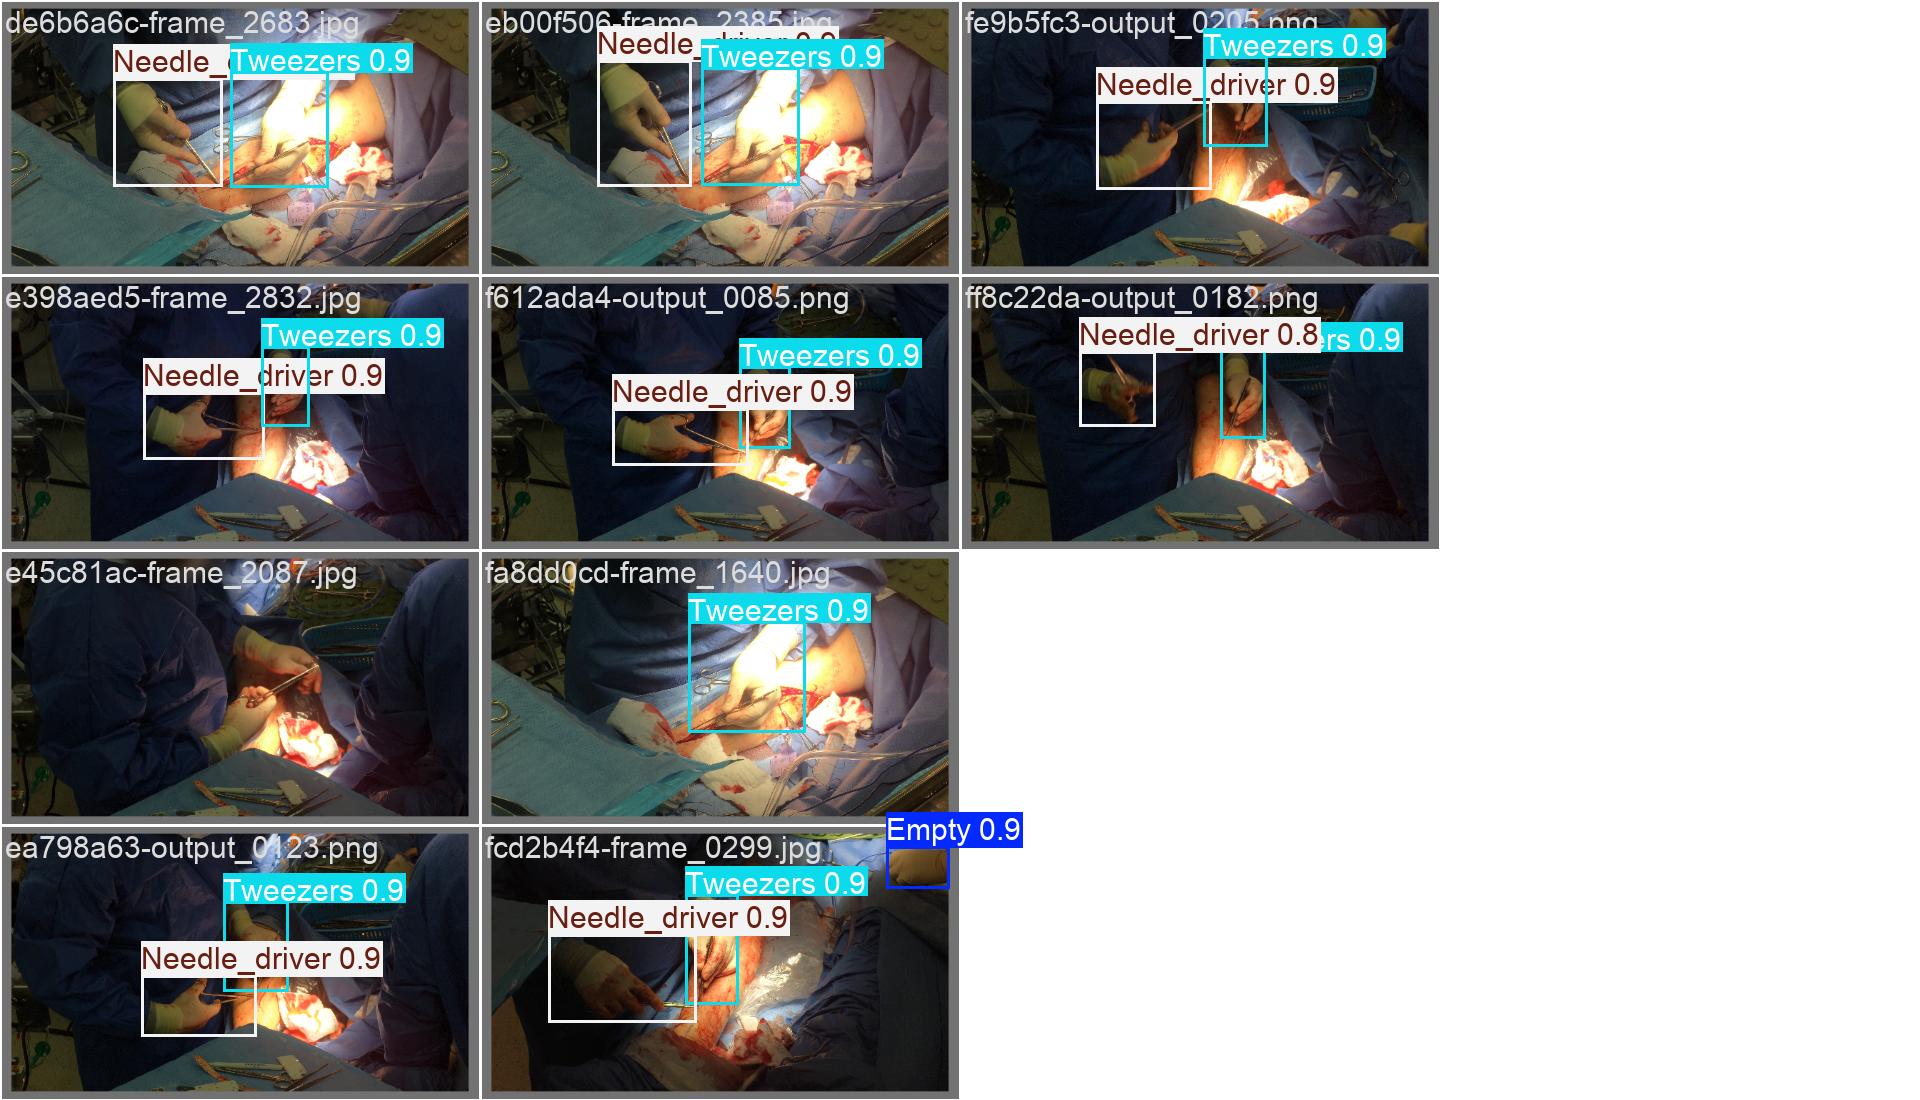 de6b6a6c-frame_2683.jpg
Needle_
Tweezers 0.9
eb00f506-frame_2385.jpg
Needle_
Tweezers 0.9
fe9b5fc3-output_0205.png
Tweezers 0.9
Needle_driver 0.9
e398aed5-frame_2832.jpg
Tweezers 0.9
Needle_driver 0.9
f612ada4-output_0085.png
Tweezers 0.9
Needle_driver 0.9
ff8c22da-output_0182.png
Needle_driver 0.8
ers 0.9
e45c81ac-frame_2087.jpg
fa8dd0cd-frame_1640.jpg
Tweezers 0.9
ea798a63-output_0123.png
Tweezers 0.9
Needle_driver 0.9
fcd2b4f4-frame_0299.jpg
Empty 0.9
Tweezers 0.9
Needle_driver 0.9